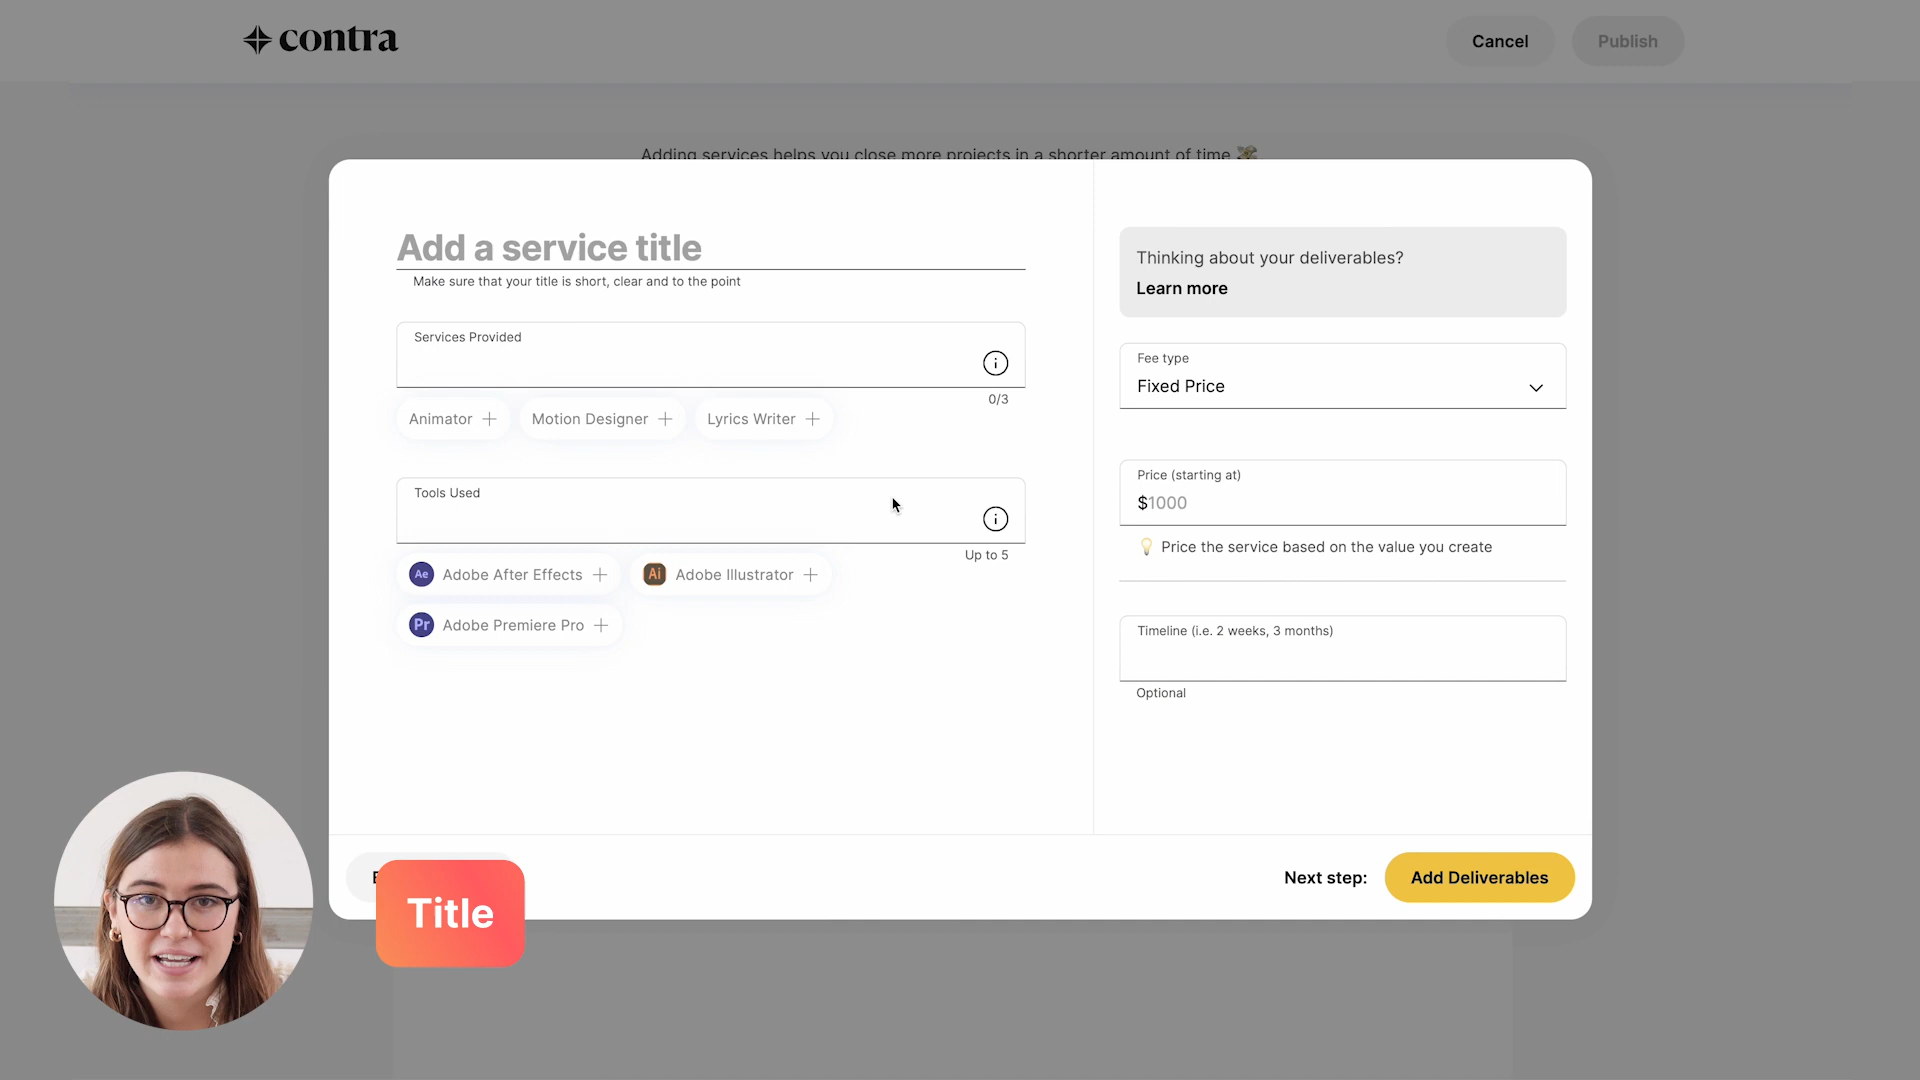 contra
Cancel
Publish
Adding services helps you close more projects in a shorter amount of time
Add a service title
Make sure that your title is short, clear and to the point
Services Provided
0/3
Animator
Motion Designer
Lyrics Writer
Tools Used
Up to 5
Ae Adobe After Effects
Ai Adobe Illustrator
Pr Adobe Premiere Pro
Thinking about your deliverables?
Learn more
Fee type
Fixed Price
Price (starting at)
$1000
Price the service based on the value you create
Timeline (i.e. 2 weeks, 3 months)
Optional
Title
Next step:
Add Deliverables